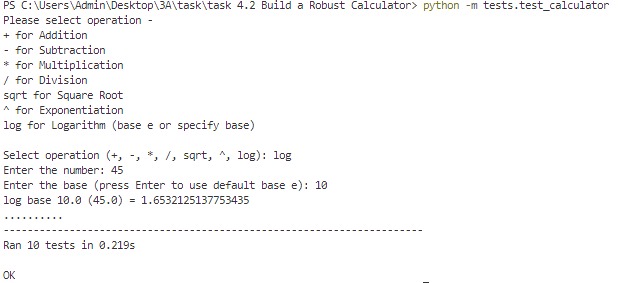 PS C:\Users\Admin\Desktop\3A\task\task 4.2 Build a Robust Calculator> python -m tests.test_calculator
Please select operation -
+ for Addition
- for Subtraction
* for Multiplication
/ for Division
sqrt for Square Root
^ for Exponentiation
log for Logarithm (base e or specify base)
Select operation (+, -, *, /, sqrt, ^, log): log
Enter the number: 45
Enter the base (press Enter to use default base e): 10
log base 10.0 (45.0) = 1.6532125137753435
..........
----------------------------------------------------------------------
Ran 10 tests in 0.219s
OK